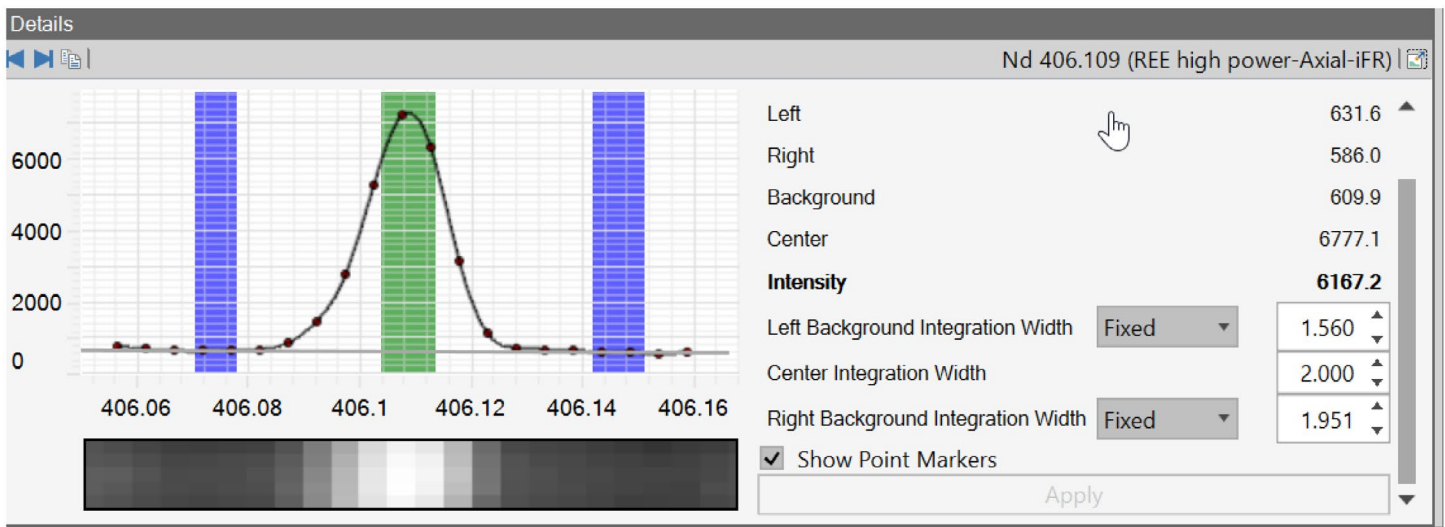 Details
Nd 406.109 (REE high power-Axial-iFR)
6000
4000
2000
0
406.06 406.08 406.1 406.12 406.14 406.16
Left 631.6
Right 586.0
Background 609.9
Center 6777.1
Intensity 6167.2
Left Background Integration Width Fixed 1.560
Center Integration Width 2.000
Right Background Integration Width Fixed 1.951
Show Point Markers
Apply